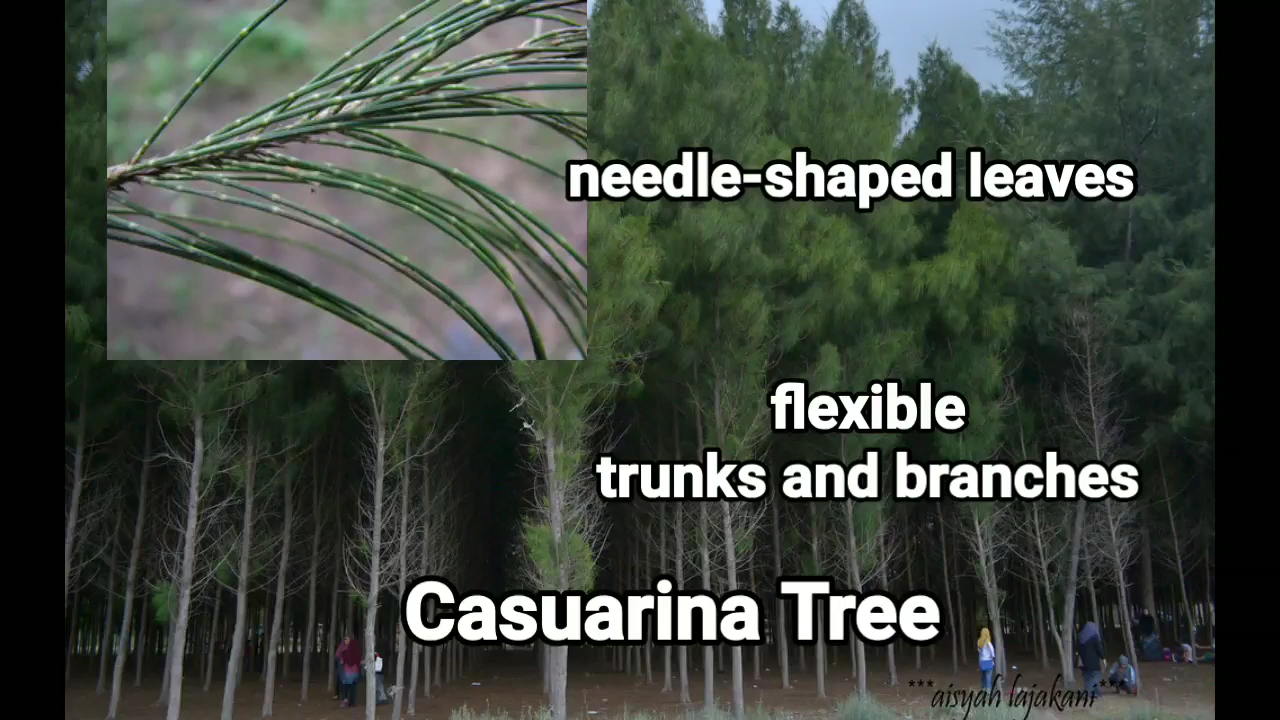 needle-shaped leaves
flexible
trunks and branches
Casuarina Tree
***aisyah lajakani***